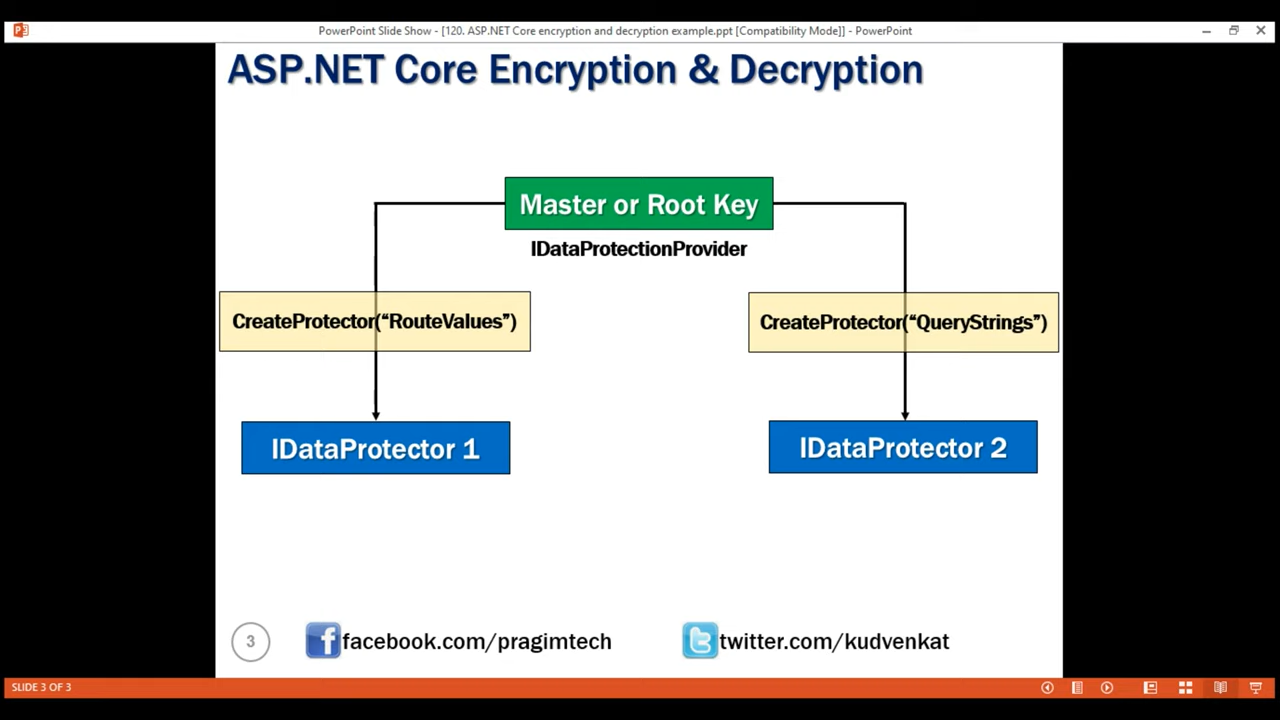 PowerPoint Slide Show - [120. ASP.NET Core encryption and decryption example.ppt [Compatibility Mode]] - PowerPoint
ASP.NET Core Encryption & Decryption
Master or Root Key
IDataProtectionProvider
CreateProtector(“RouteValues”)
CreateProtector(“QueryStrings”)
IDataProtector 1
IDataProtector 2
3
facebook.com/pragimtech
twitter.com/kudvenkat
SLIDE 3 OF 3